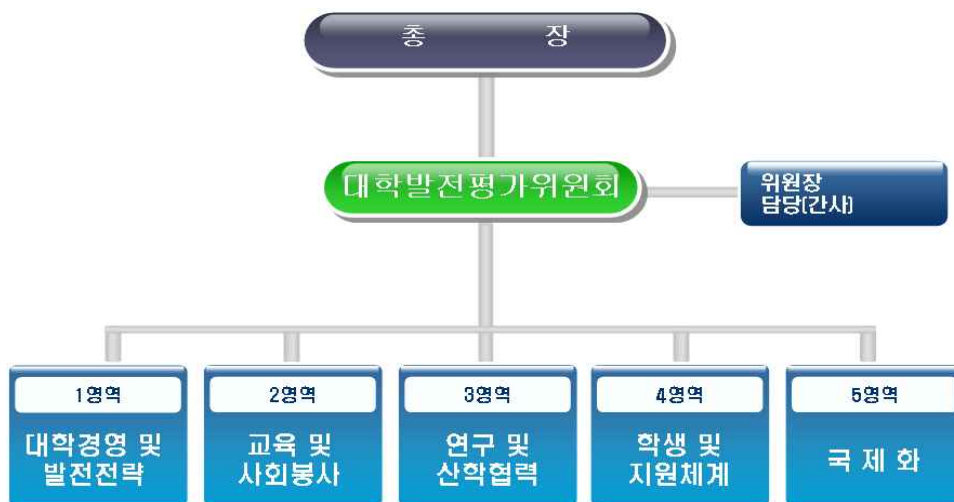 총 장
대학발전평가위원회
위원장
담당(간사)
1영역
대학경영 및
발전전략
2영역
교육 및
사회봉사
3영역
연구 및
산학협력
4영역
학생 및
지원체계
5영역
국 제 화